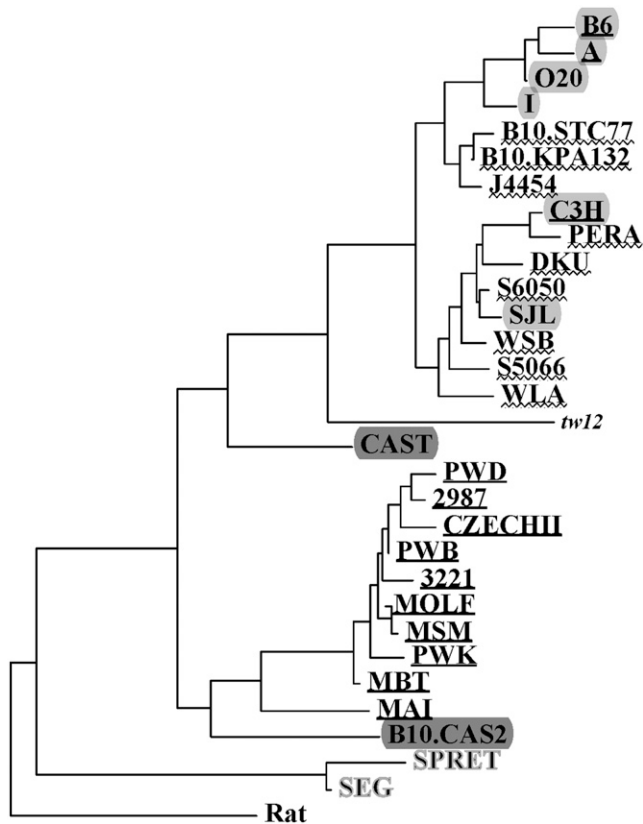 B6
A
O20
I
B10.STC77
B10.KPA132
J4454
C3H
PERA
DKU
S6050
SJL
WSB
S5066
WLA
tw12
CAST
PWD
2987
CZECHII
PWB
3221
MOLF
MSM
PWK
MBT
MAI
B10.CAS2
SPRET
SEG
Rat